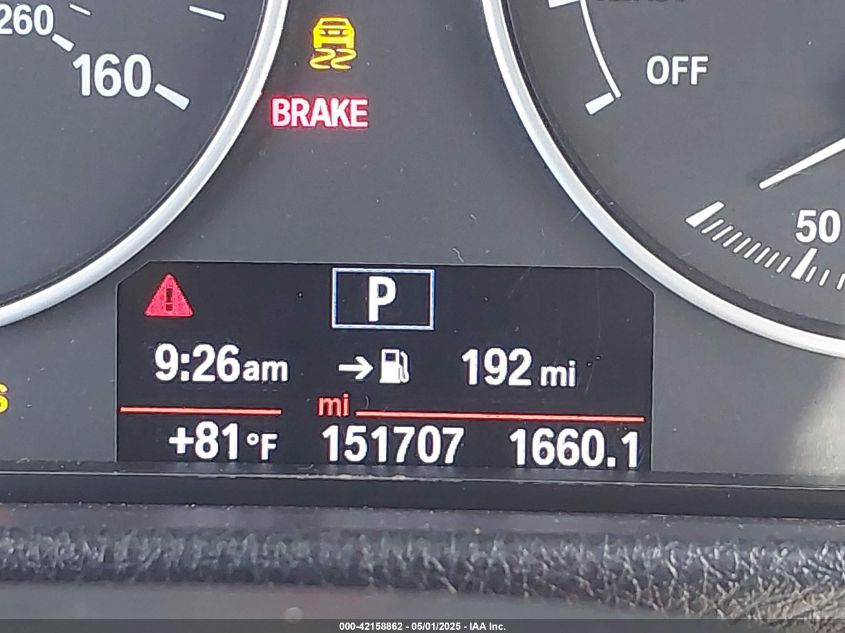 260
160
BRAKE
OFF
50
P
9:26am
192 mi
mi
+81°F
151707
1660.1
000-42158862 - 05/01/2025 - IAA Inc.